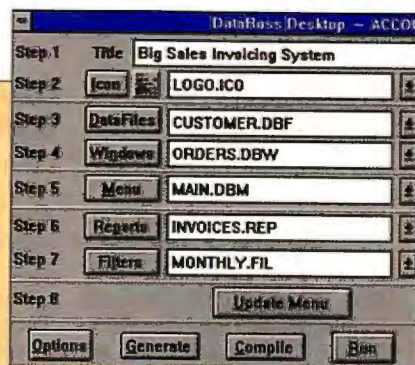 DataBoss Desktop – ACCOU
Step 1 Title Big Sales Invoicing System
Step 2 Icon LOGO.ICO
Step 3 DataFiles CUSTOMER.DBF
Step 4 Windows ORDERS.DBW
Step 5 Menu MAIN.DBM
Step 6 Reports INVOICES.REP
Step 7 Filters MONTHLY.FIL
Step 8 Update Menu
Options Generate Compile Run